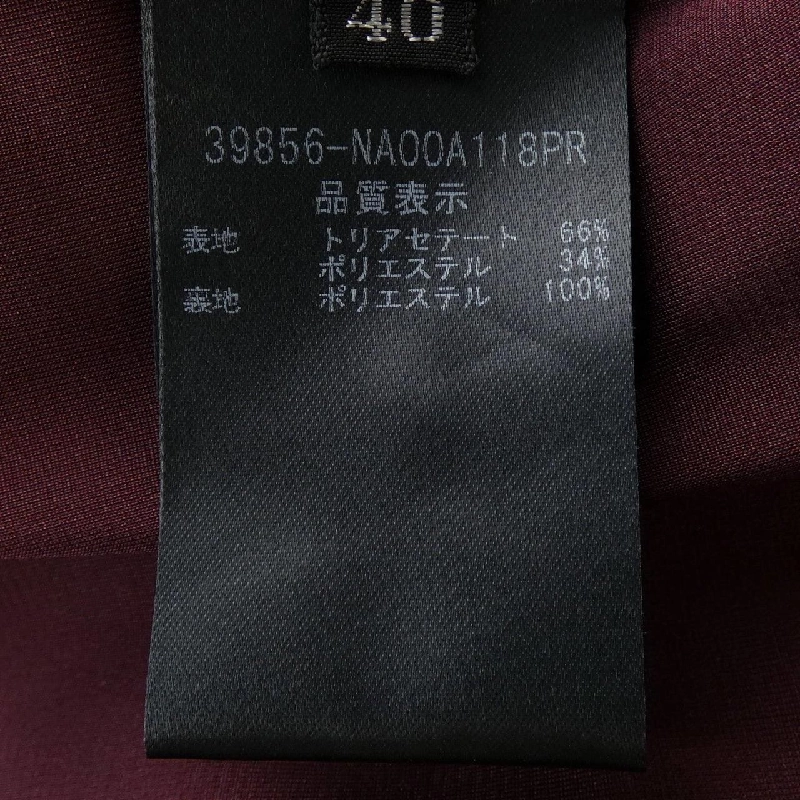 40
39856-NA00A118PR
品質表示
表地 トリアセテート 66%
ポリエステル 34%
裏地 ポリエステル 100%